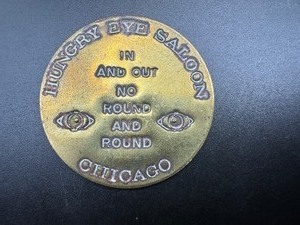 HUNGRY EYE SALOON
IN
AND OUT
NO
ROUND
AND
ROUND
CHICAGO